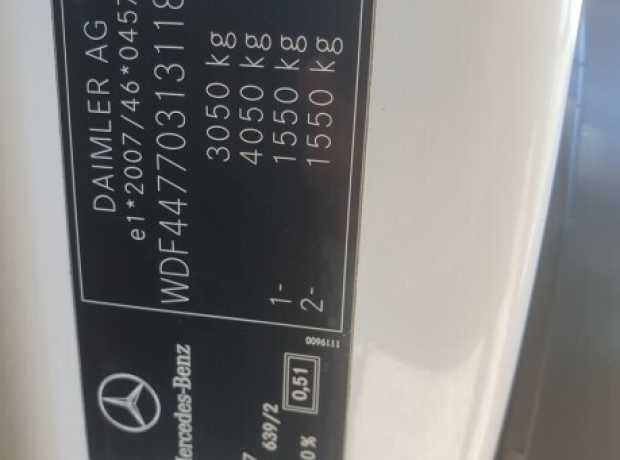 DAIMLER AG
e1*2007/46*0457
WDF44770313118
3050 kg
4050 kg
1- 1550 kg
2- 1550 kg
Mercedes-Benz
0096111
639/2
0,51
0%